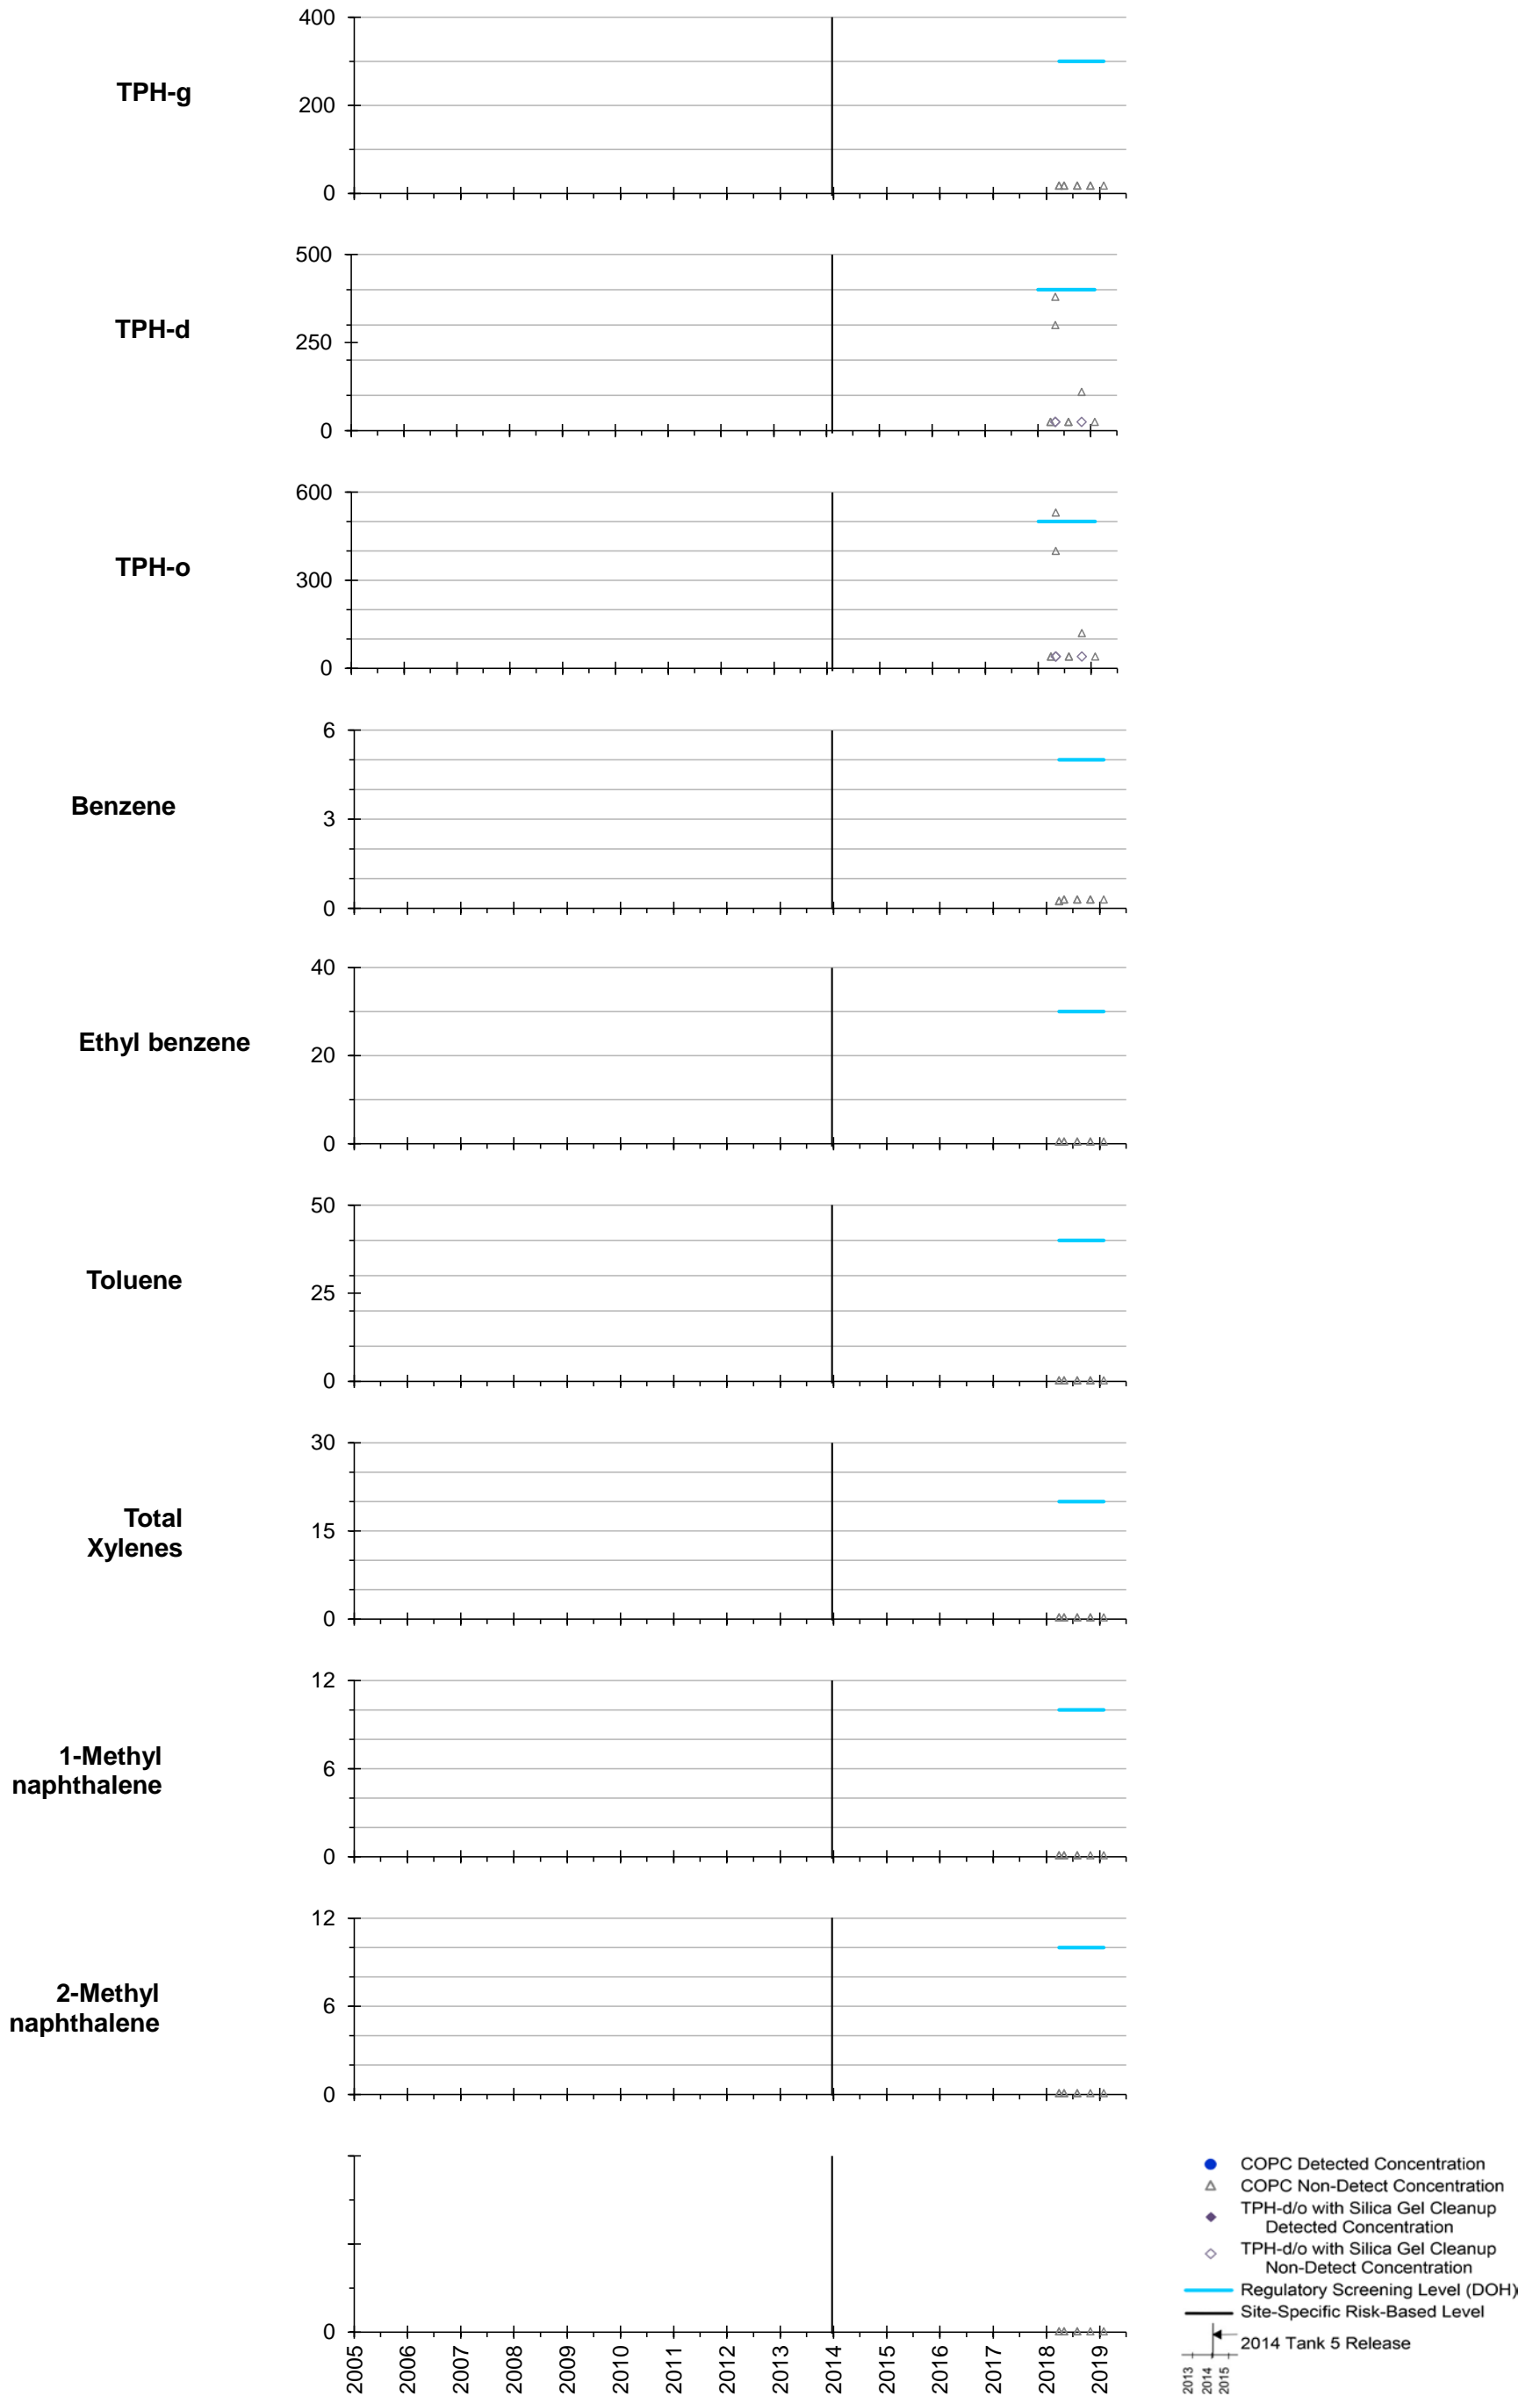 400
TPH-g
200
0
500
TPH-d
250
0
600
TPH-o
300
0
6
Benzene
3
0
40
Ethyl benzene
20
0
50
Toluene
25
0
30
Total
Xylenes
15
0
12
1-Methyl
naphthalene
6
0
12
2-Methyl
naphthalene
6
0
0
2005 2006 2007 2008 2009 2010 2011 2012 2013 2014 2015 2016 2017 2018 2019
COPC Detected Concentration
COPC Non-Detect Concentration
TPH-d/o with Silica Gel Cleanup
Detected Concentration
TPH-d/o with Silica Gel Cleanup
Non-Detect Concentration
Regulatory Screening Level (DOH)
Site-Specific Risk-Based Level
2014 Tank 5 Release
2013 2014 2015